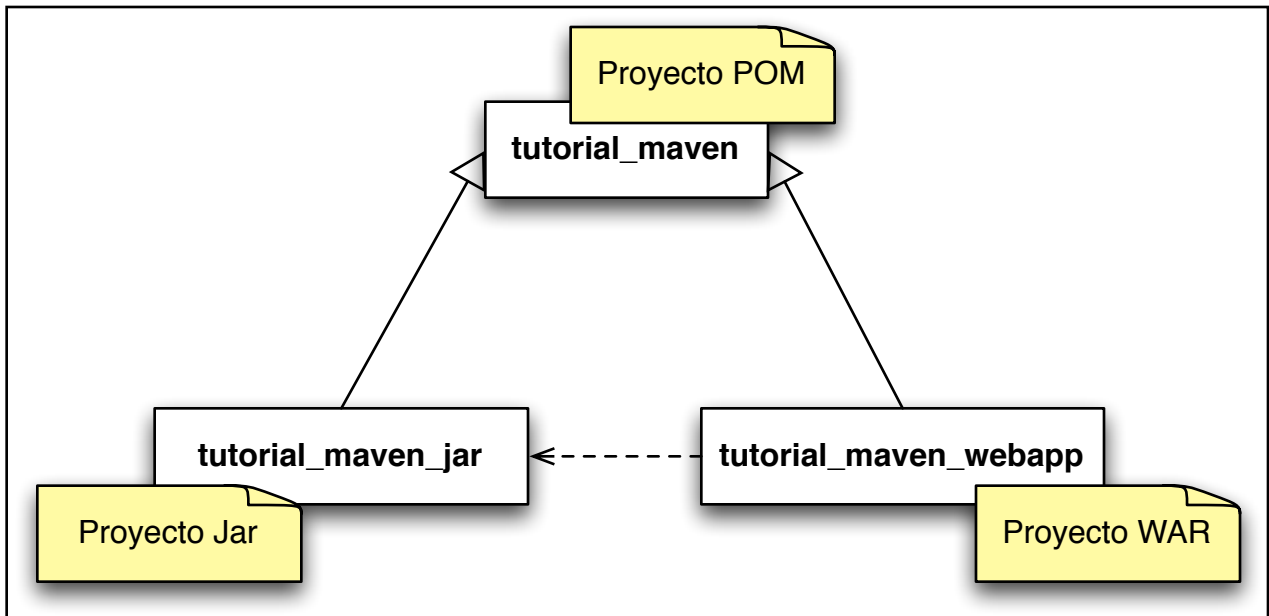 Proyecto POM
tutorial_maven
tutorial_maven_jar
tutorial_maven_webapp
Proyecto Jar
Proyecto WAR